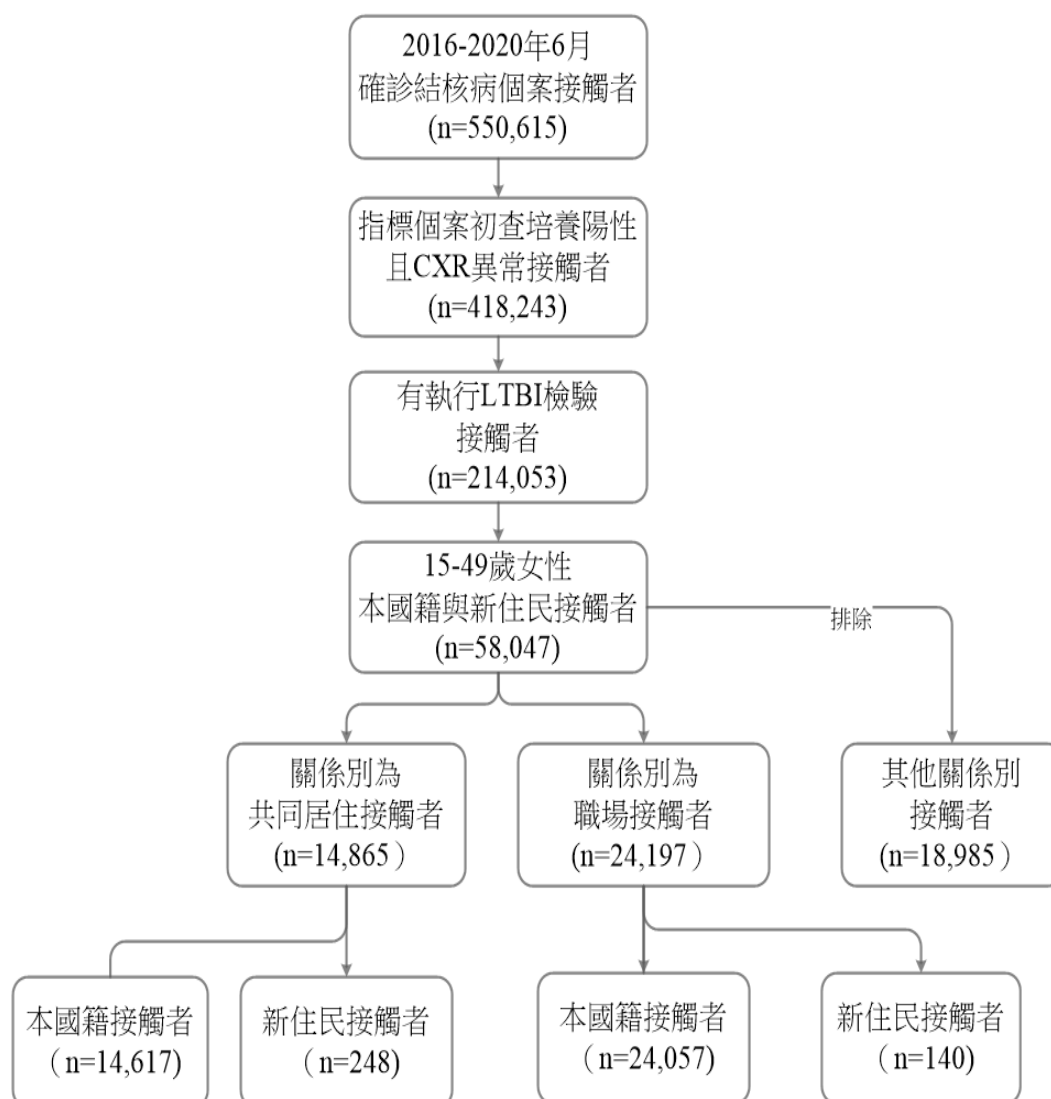 2016-2020年6月
確診結核病個案接觸者
(n=550,615)
指標個案初查培養陽性
且CXR異常接觸者
(n=418,243)
有執行LTBI檢驗
接觸者
(n=214,053)
15-49歲女性
本國籍與新住民接觸者
(n=58,047)
排除
關係別為
共同居住接觸者
(n=14,865）
關係別為
職場接觸者
(n=24,197）
其他關係別
接觸者
(n=18,985）
本國籍接觸者
（n=14,617)
新住民接觸者
（n=248)
本國籍接觸者
（n=24,057)
新住民接觸者
（n=140)